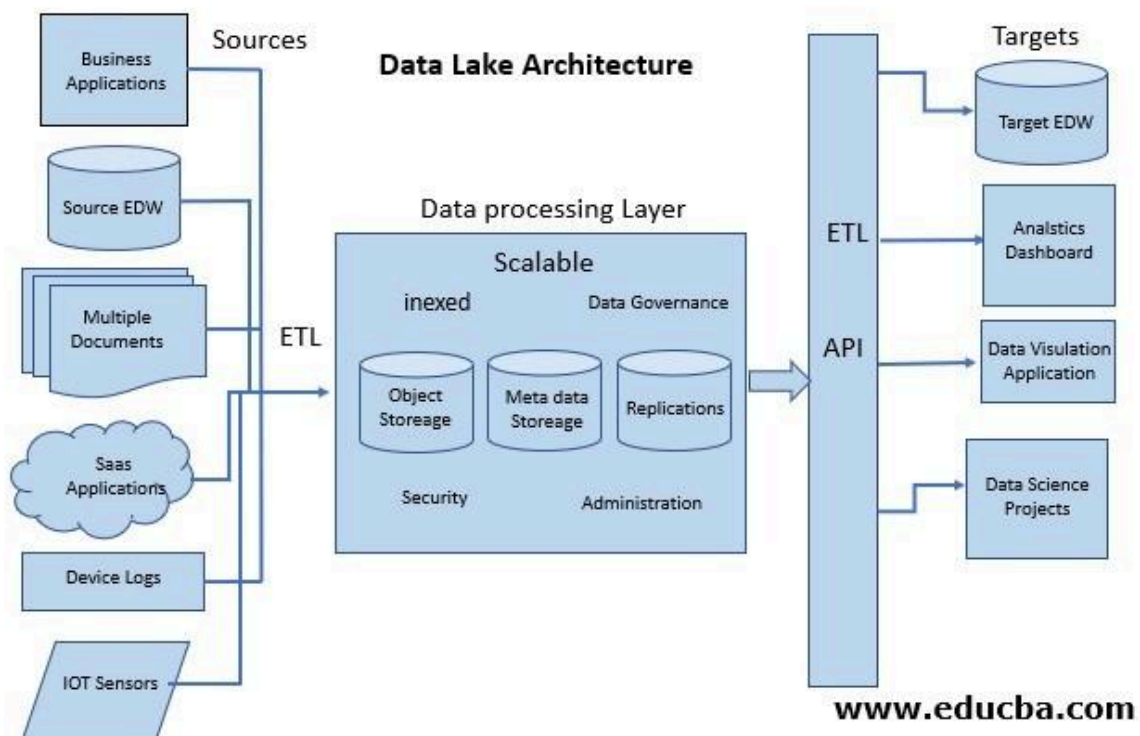 Sources
Data Lake Architecture
Targets
Business
Applications
Source EDW
Multiple
Documents
Saas
Applications
Device Logs
IOT Sensors
ETL
Data processing Layer
Scalable
inexed
Data Governance
Object
Storeage
Meta data
Storeage
Replications
Security
Administration
ETL
API
Target EDW
Analstics
Dashboard
Data Visulation
Application
Data Science
Projects
www.educba.com